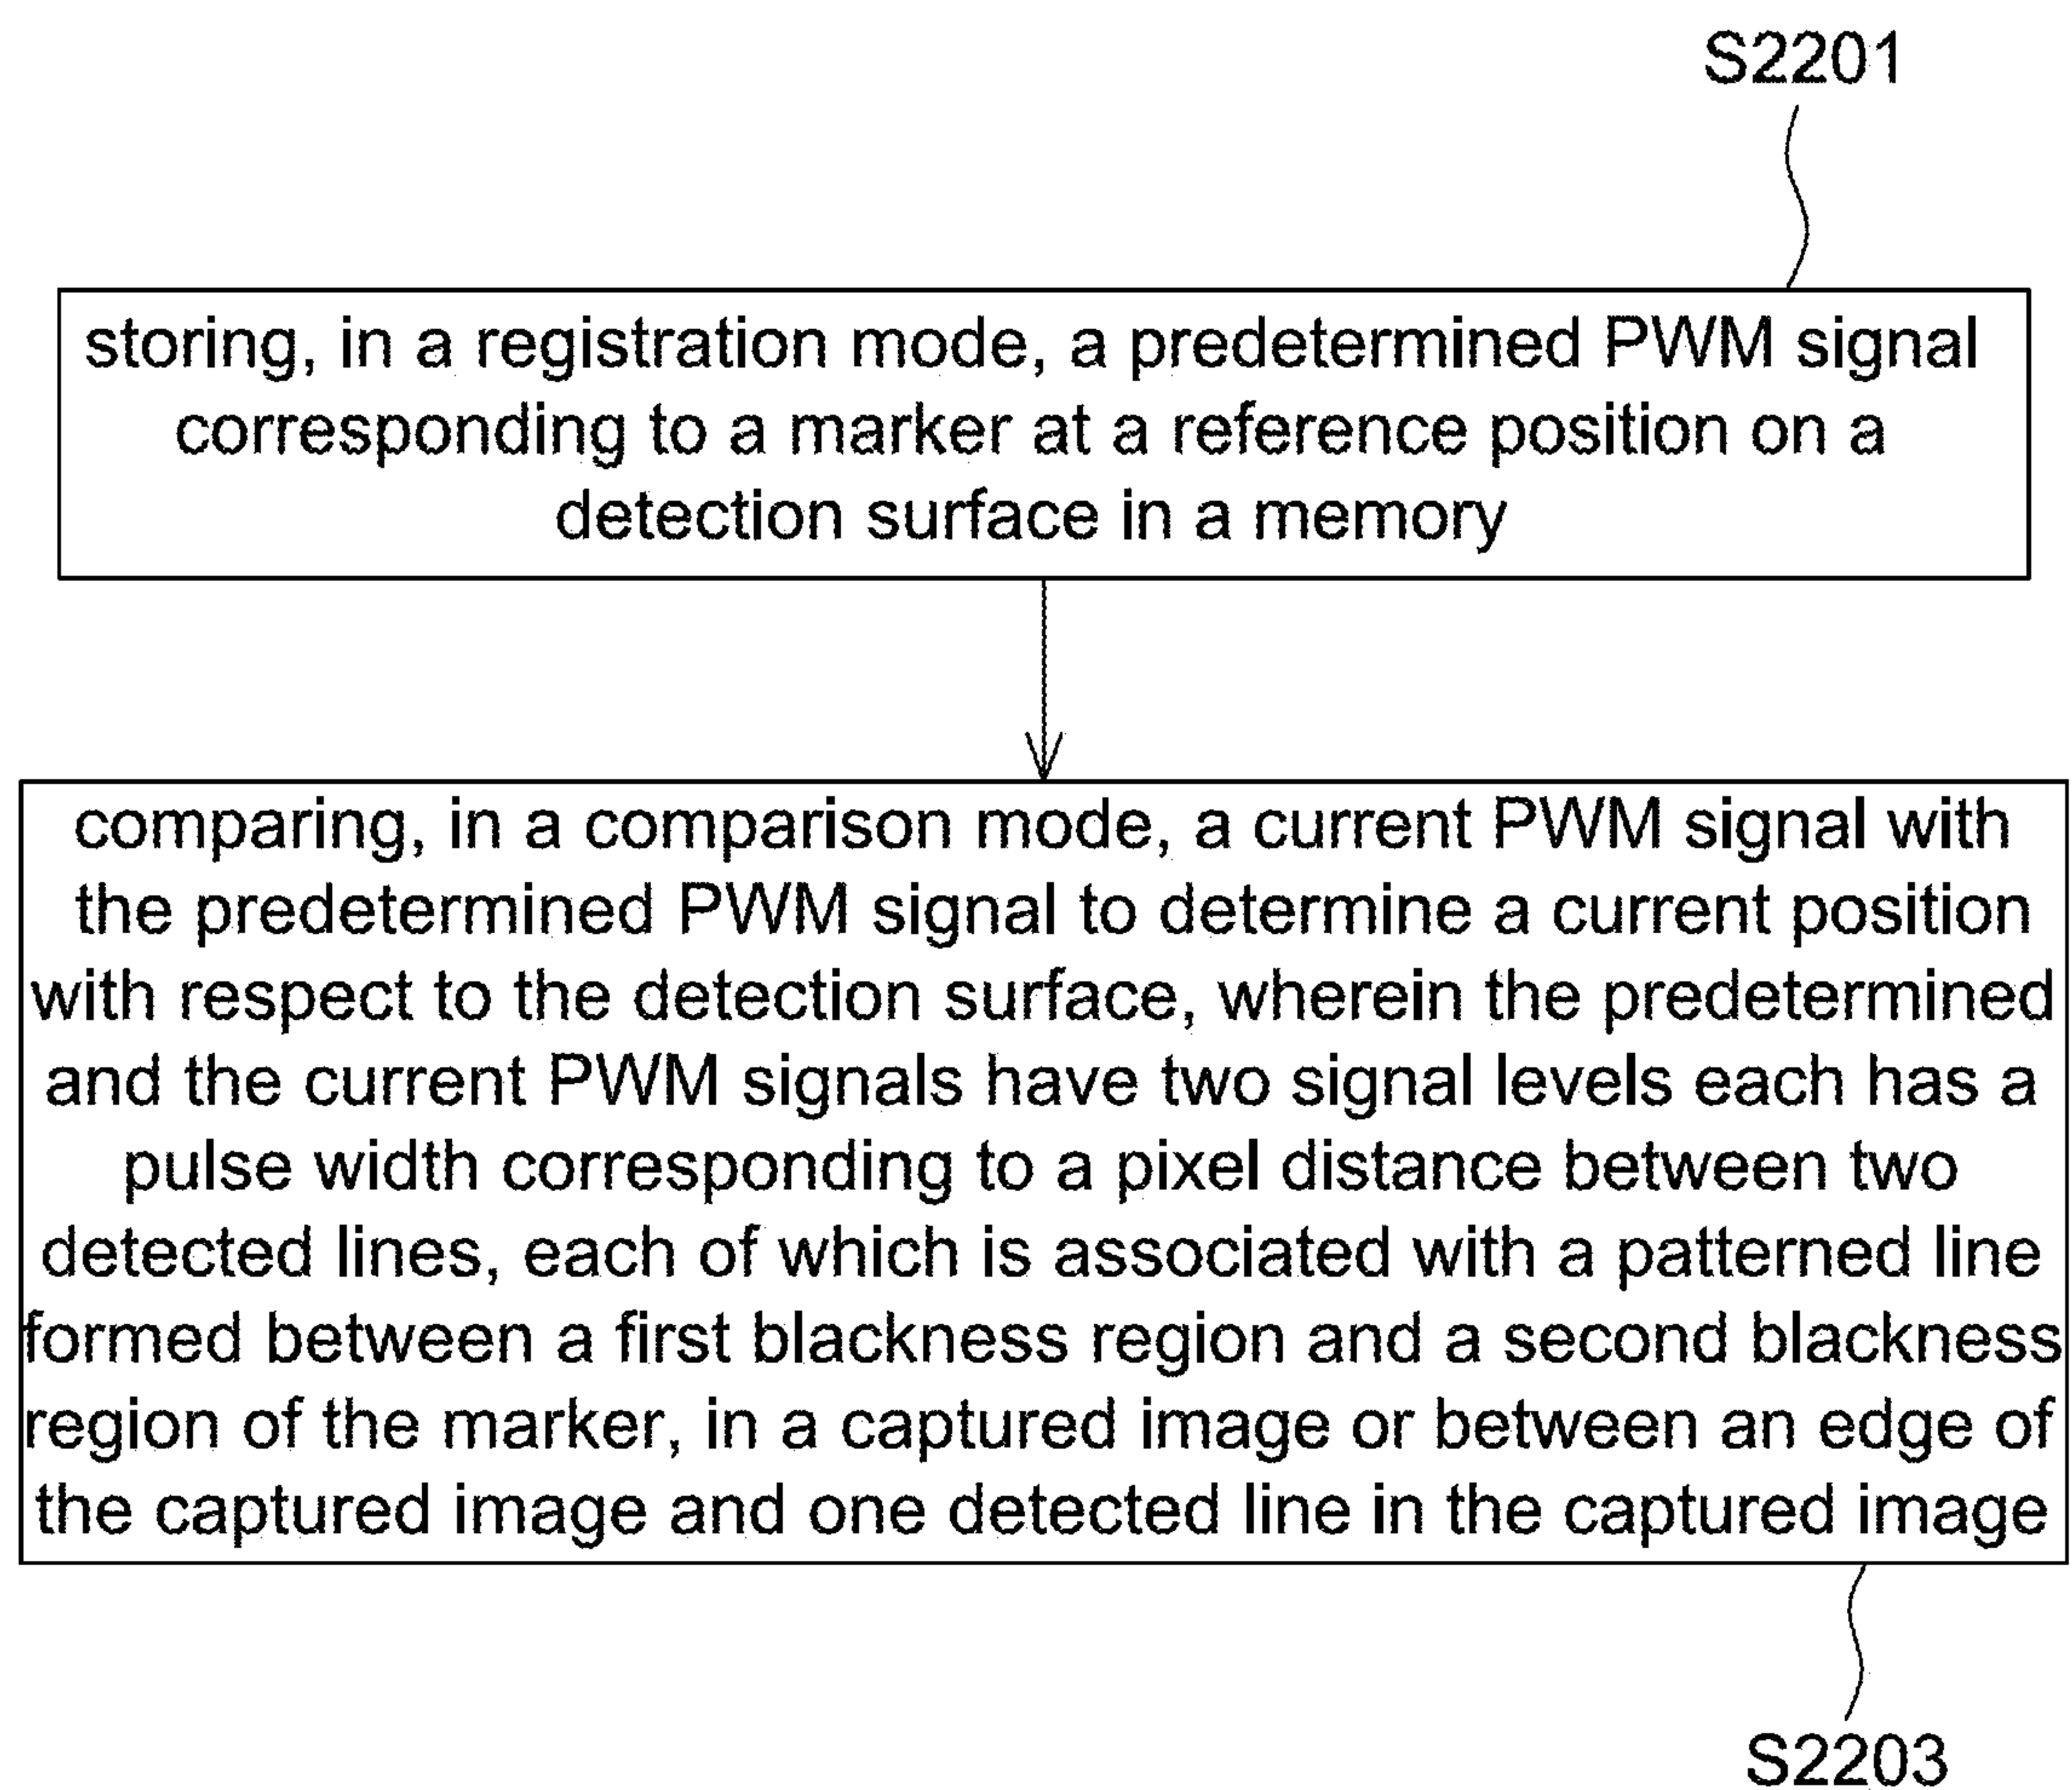 S2201
storing, in a registration mode, a predetermined PWM signal
corresponding to a marker at a reference position on a
detection surface in a memory
comparing, in a comparison mode, a current PWM signal with
the predetermined PWM signal to determine a current position
with respect to the detection surface, wherein the predetermined
and the current PWM signals have two signal levels each has a
pulse width corresponding to a pixel distance between two
detected lines, each of which is associated with a patterned line
formed between a first blackness region and a second blackness
region of the marker, in a captured image or between an edge of
the captured image and one detected line in the captured image
S2203